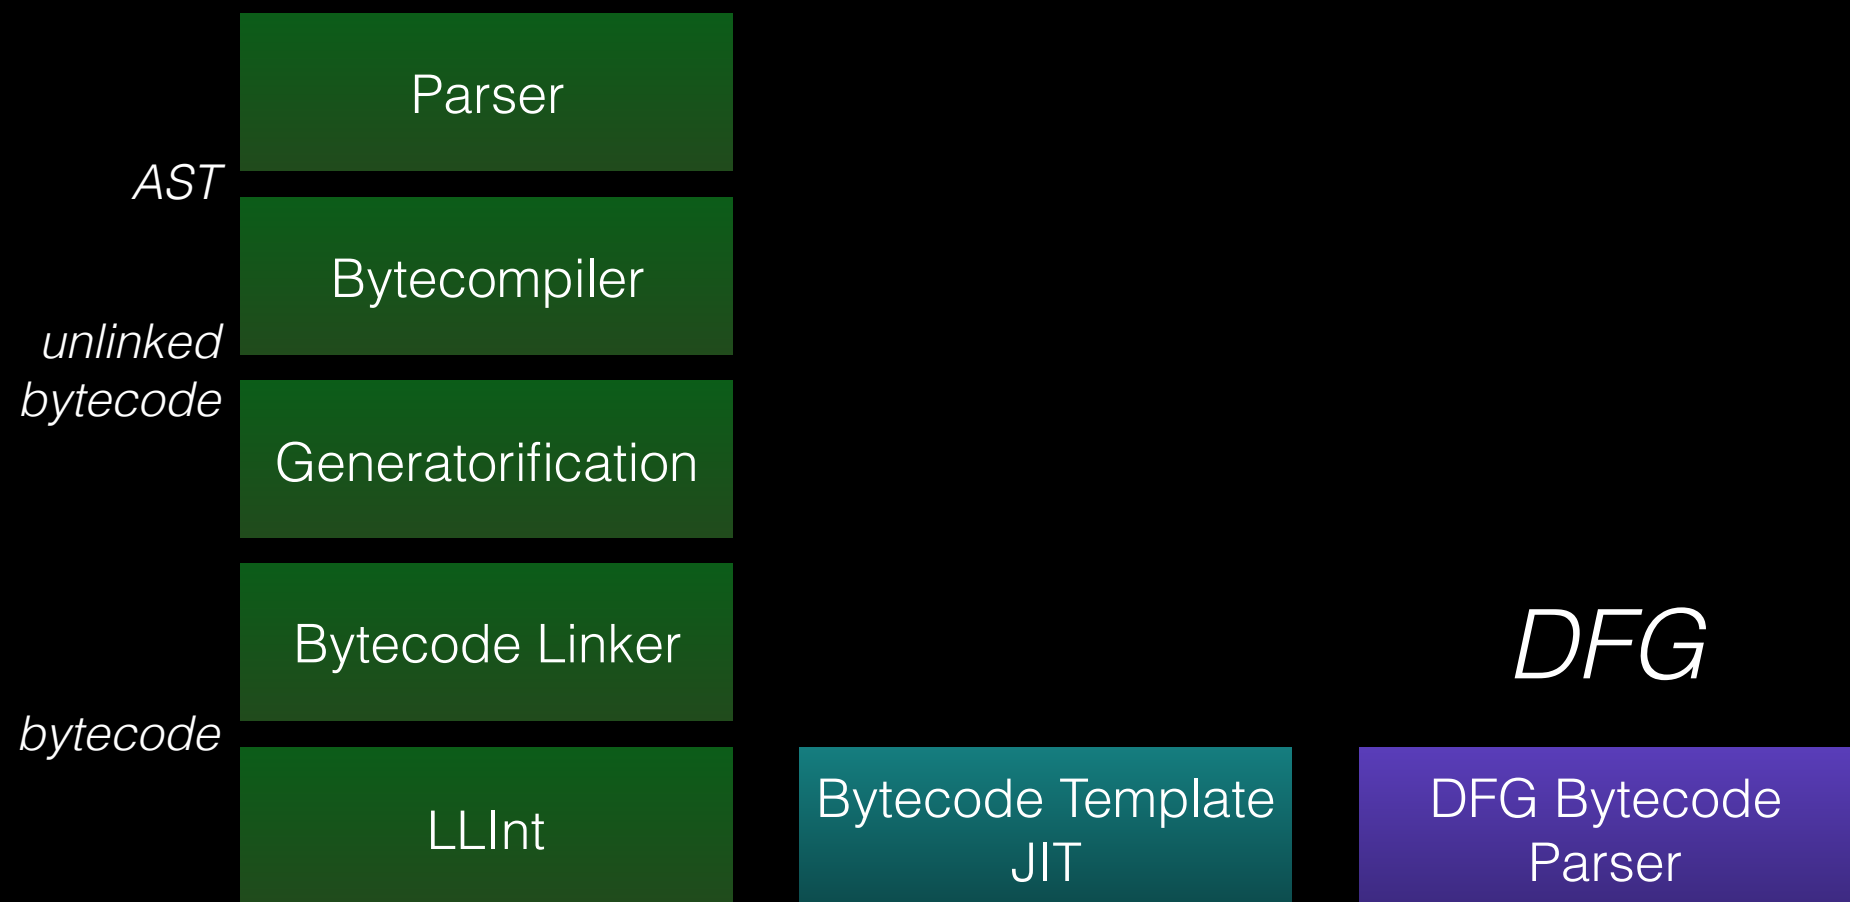 Parser
AST
Bytecompiler
unlinked
bytecode
Generatorification
Bytecode Linker
DFG
bytecode
LLInt
Bytecode Template
JIT
DFG Bytecode
Parser